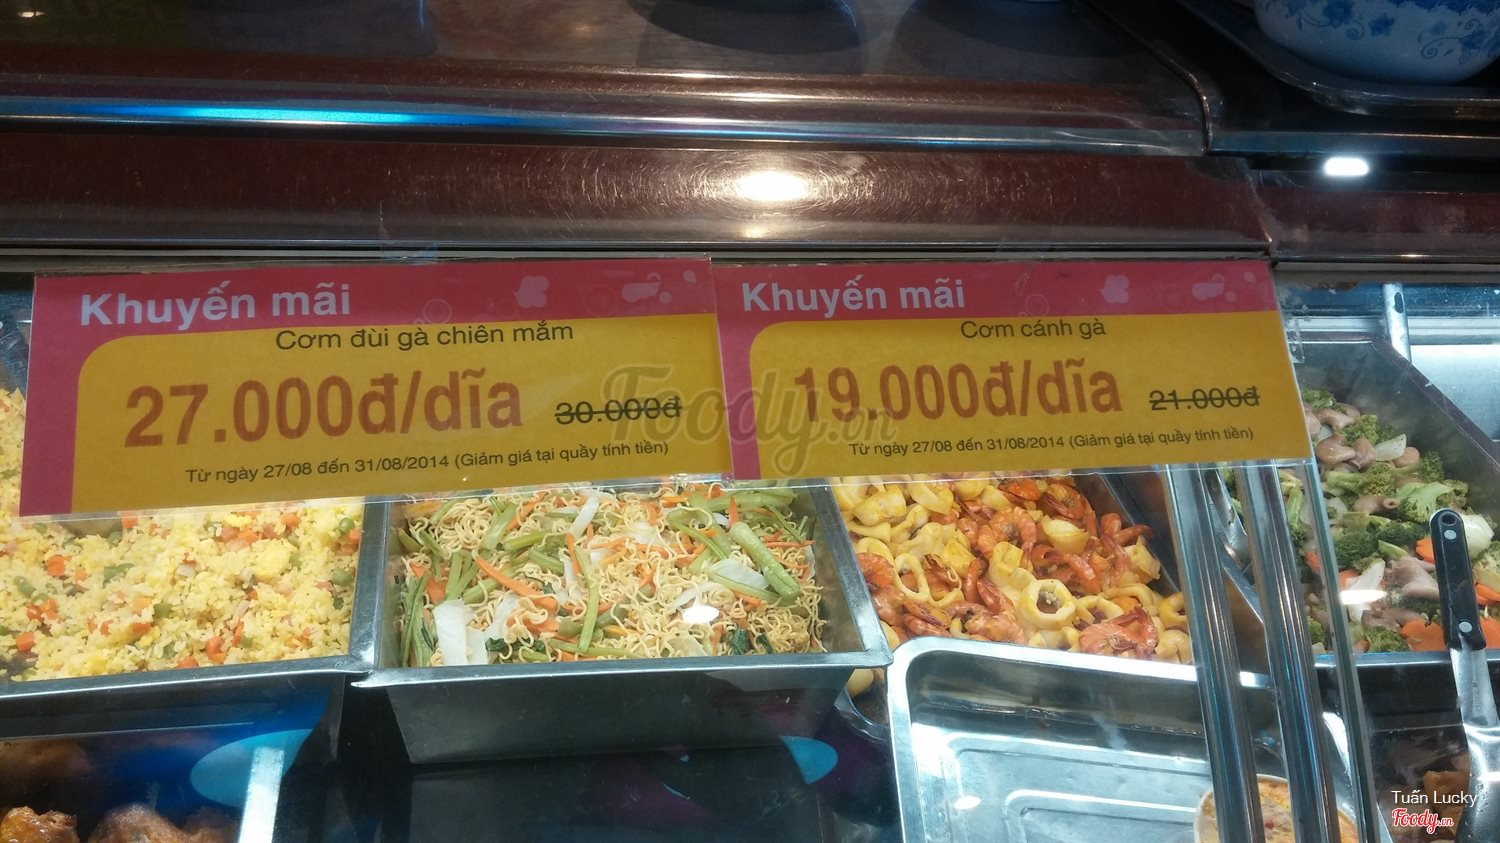 Khuyến mãi
Cơm đùi gà chiên mắm
27.000đ/dĩa 30.000đ
Từ ngày 27/08 đến 31/08/2014 (Giảm giá tại quầy tính tiền)
Khuyến mãi
Cơm cánh gà
19.000đ/dĩa 21.000đ
Từ ngày 27/08 đến 31/08/2014 (Giảm giá tại quầy tính tiền)
Foody.vn
Tuấn Lucky
Foody.vn